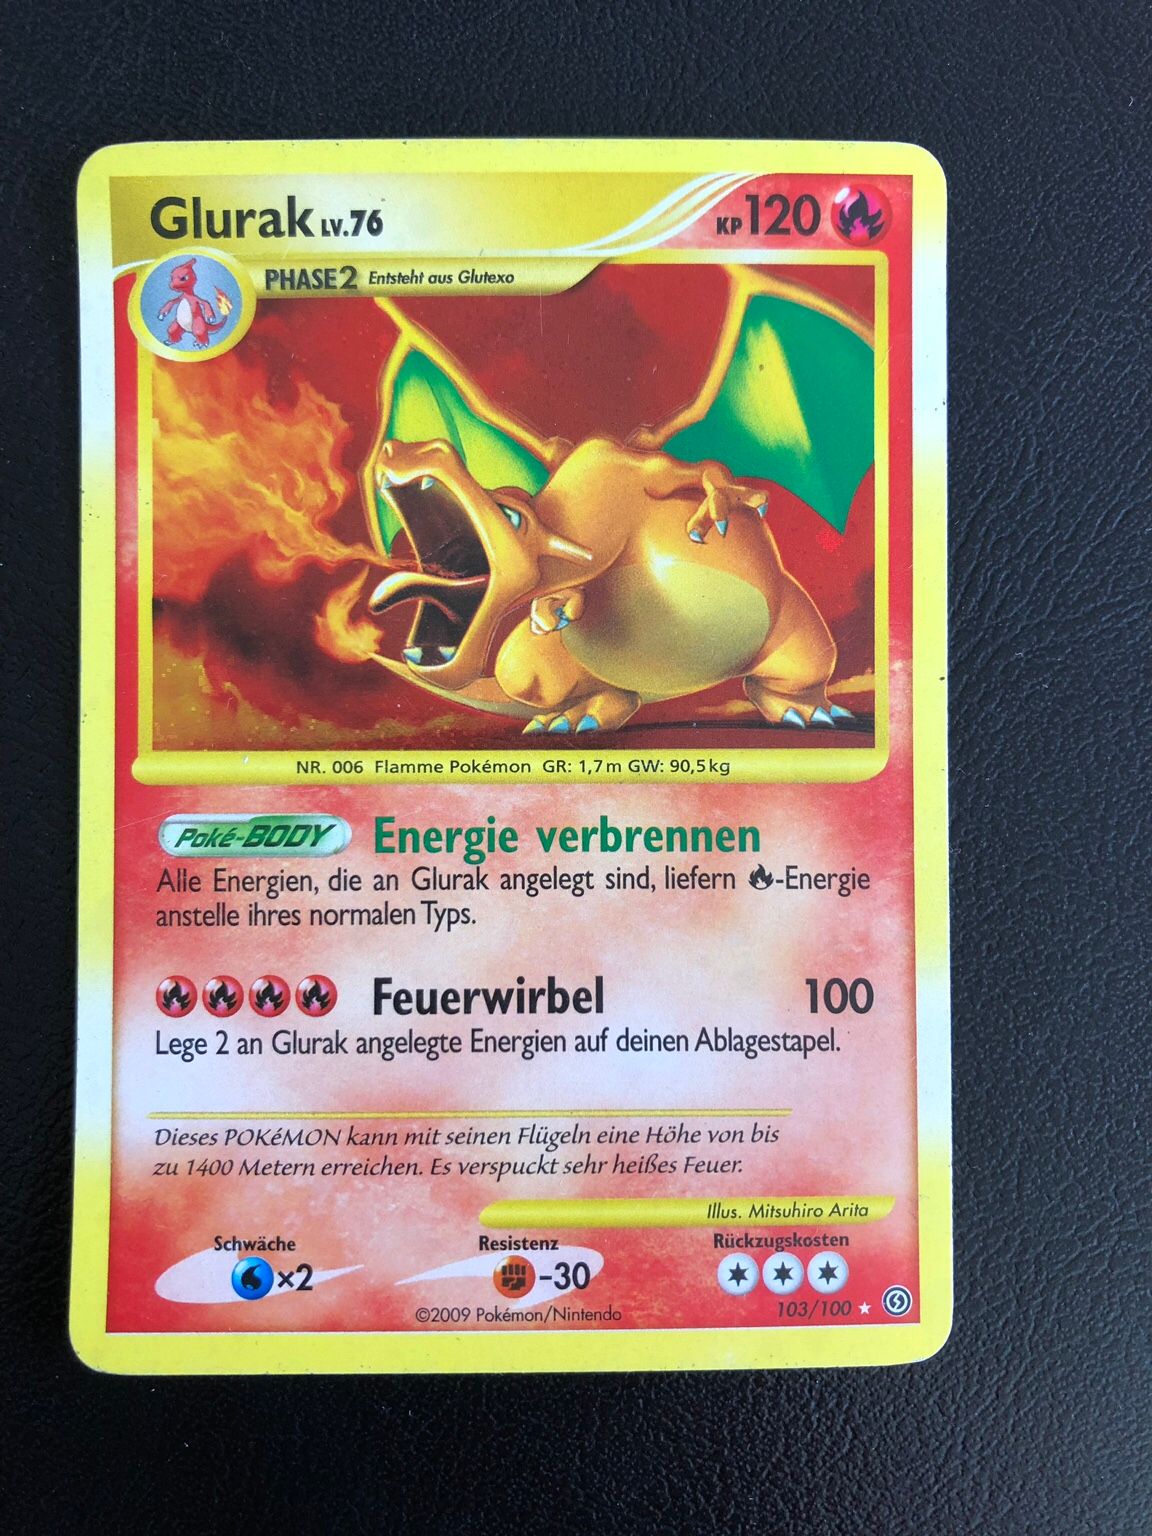 Glurak LV.76 KP 120
PHASE 2 Entsteht aus Glutexo
NR. 006 Flamme Pokémon GR: 1,7m GW: 90,5kg
Poké-BODY Energie verbrennen
Alle Energien, die an Glurak angelegt sind, liefern -Energie
anstelle ihres normalen Typs.
Feuerwirbel 100
Lege 2 an Glurak angelegte Energien auf deinen Ablagestapel.
Dieses POKéMON kann mit seinen Flügeln eine Höhe von bis
zu 1400 Metern erreichen. Es verspuckt sehr heißes Feuer.
Illus. Mitsuhiro Arita
Schwäche Resistenz Rückzugskosten
×2 -30
©2009 Pokémon/Nintendo 103/100 ★